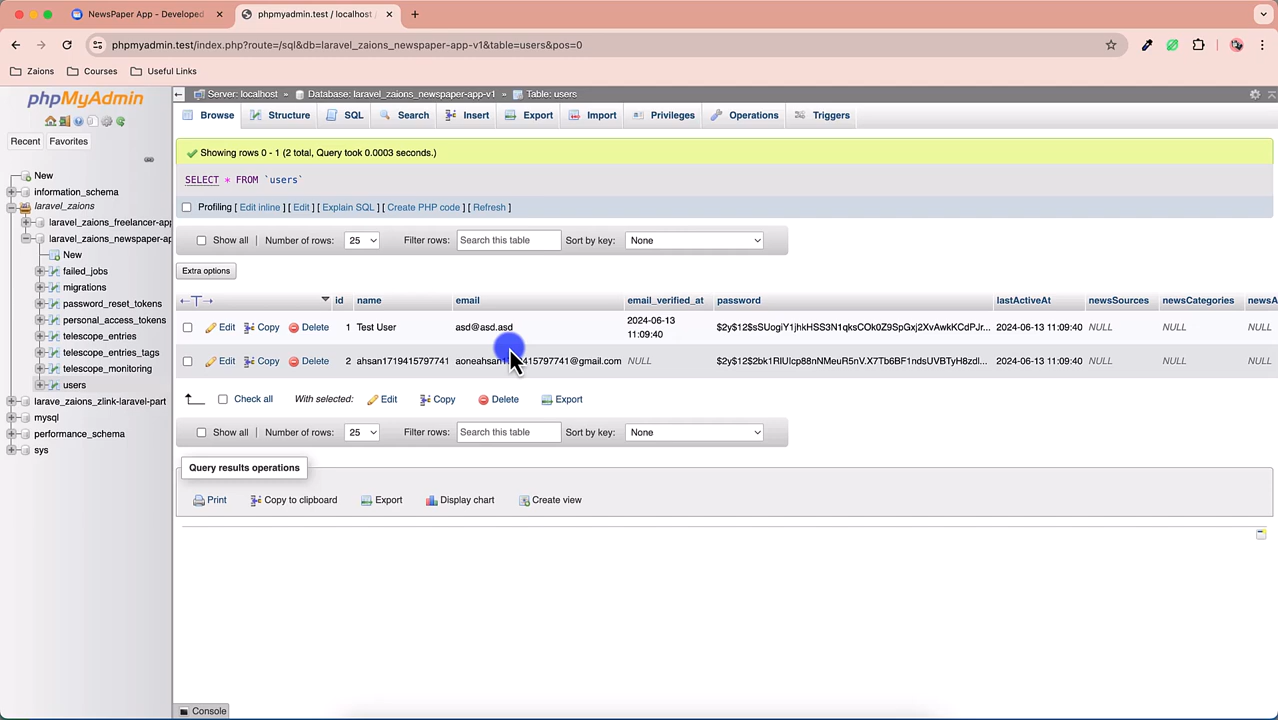 NewsPaper App - Developed
phpmyadmin.test / localhost
phpmyadmin.test/index.php?route=/sql&db=laravel_zaions_newspaper-app-v1&table=users&pos=0
Zaions Courses Useful Links
phpMyAdmin
Recent Favorites
New
information_schema
laravel_zaions
laravel_zaions_freelancer-app
laravel_zaions_newspaper-ap
New
failed_jobs
migrations
password_reset_tokens
personal_access_tokens
telescope_entries
telescope_entries_tags
telescope_monitoring
users
larave_zaions_zlink-laravel-part
mysql
performance_schema
sys
Server: localhost » Database: laravel_zaions_newspaper-app-v1 » Table: users
Browse Structure SQL Search Insert Export Import Privileges Operations Triggers
Showing rows 0 - 1 (2 total, Query took 0.0003 seconds.)
SELECT * FROM `users`
Profiling [ Edit inline ] [ Edit ] [ Explain SQL ] [ Create PHP code ] [ Refresh ]
Show all | Number of rows: 25 Filter rows: Search this table Sort by key: None
Extra options
id name email email_verified_at password lastActiveAt newsSources newsCategories newsA
Edit Copy Delete 1 Test User asd@asd.asd 2024-06-13 11:09:40 2024-06-13 11:09:40 NULL NULL NULL
Edit Copy Delete 2 ahsan1719415797741 NULL 2024-06-13 11:09:40 NULL NULL NULL
Check all With selected: Edit Copy Delete Export
Show all | Number of rows: 25 Filter rows: Search this table Sort by key: None
Query results operations
Print Copy to clipboard Export Display chart Create view
Console